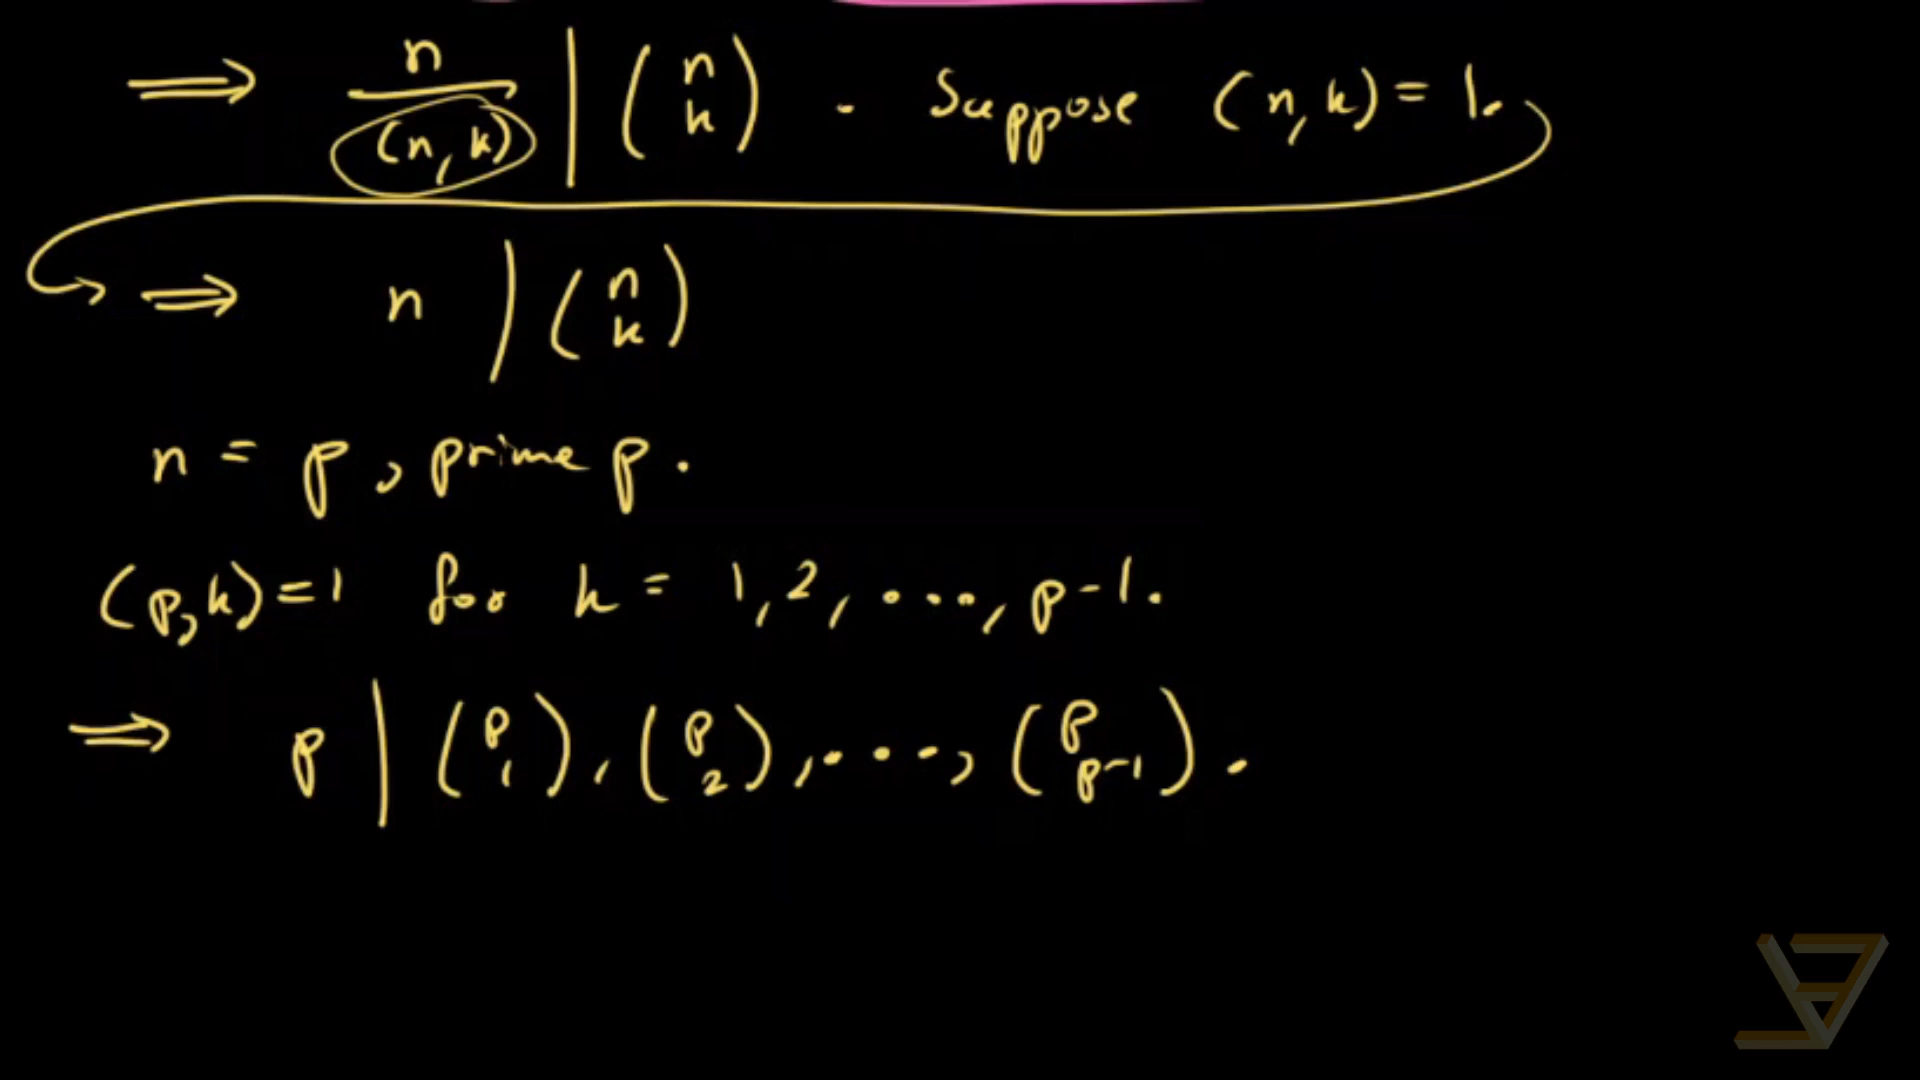 ⟹ n/(n,k) | (n k) . Suppose (n,k) = 1.
⟹ n | (n k)
n = p, prime p.
(p,k)=1 for k = 1, 2, ..., p-1.
⟹ p | (p 1), (p 2), ..., (p p-1).